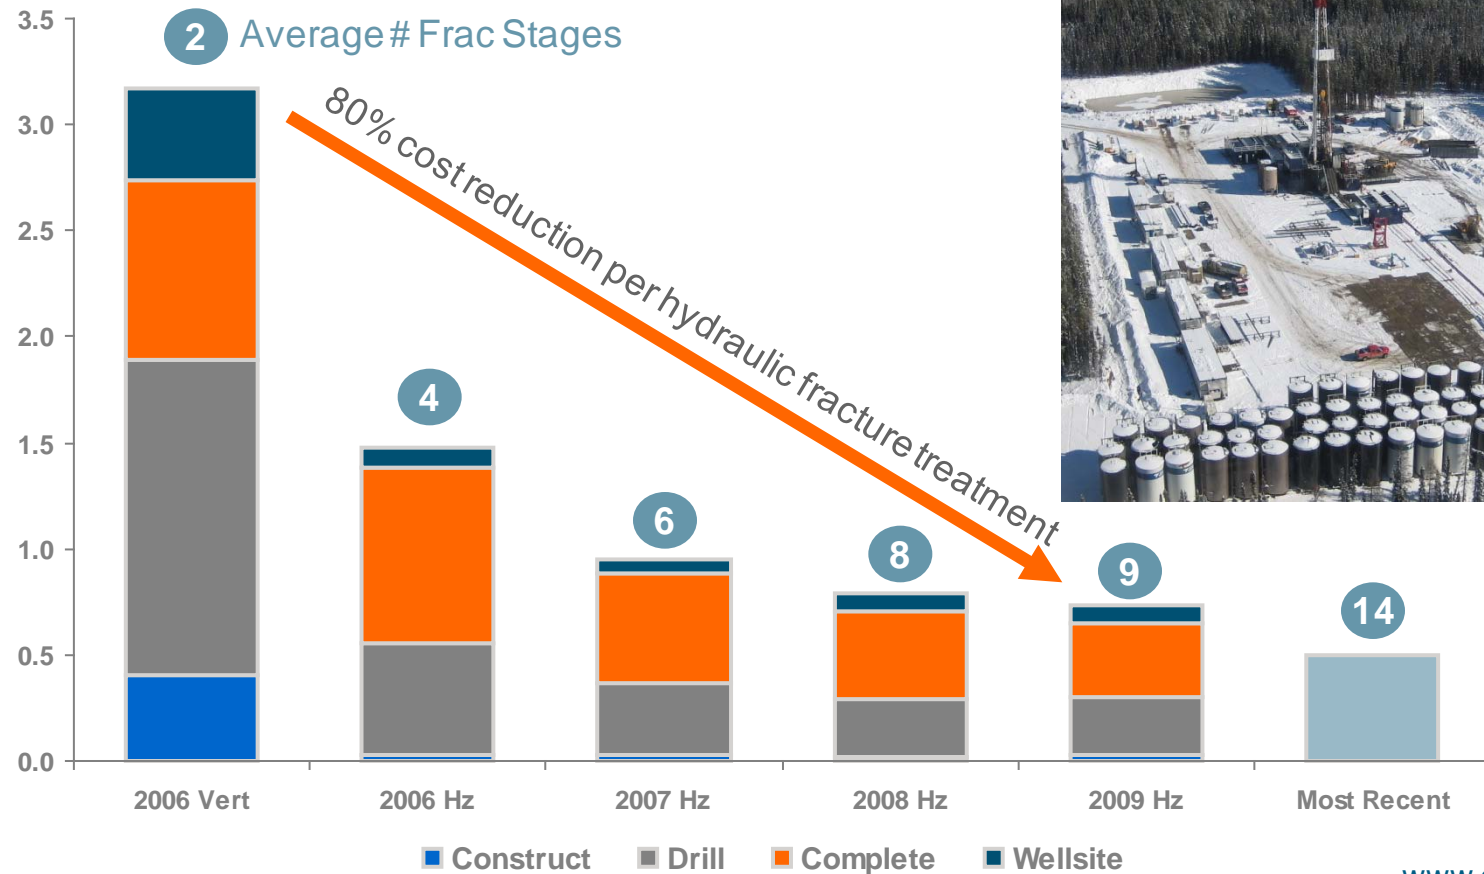 3.5
2 Average # Frac Stages
3.0
80% cost reduction per hydraulic fracture treatment
2.5
2.0
4
1.5
6
1.0
8
9
14
0.5
0.0
2006 Vert 2006 Hz 2007 Hz 2008 Hz 2009 Hz Most Recent
Construct Drill Complete Wellsite
www.